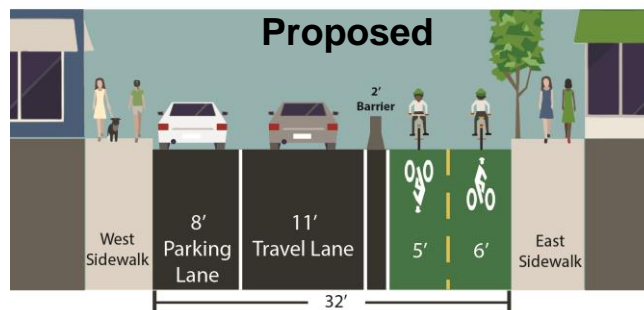 Proposed
2’
Barrier
West
Sidewalk
8’
Parking
Lane
11’
Travel Lane
5’
6’
East
Sidewalk
32’